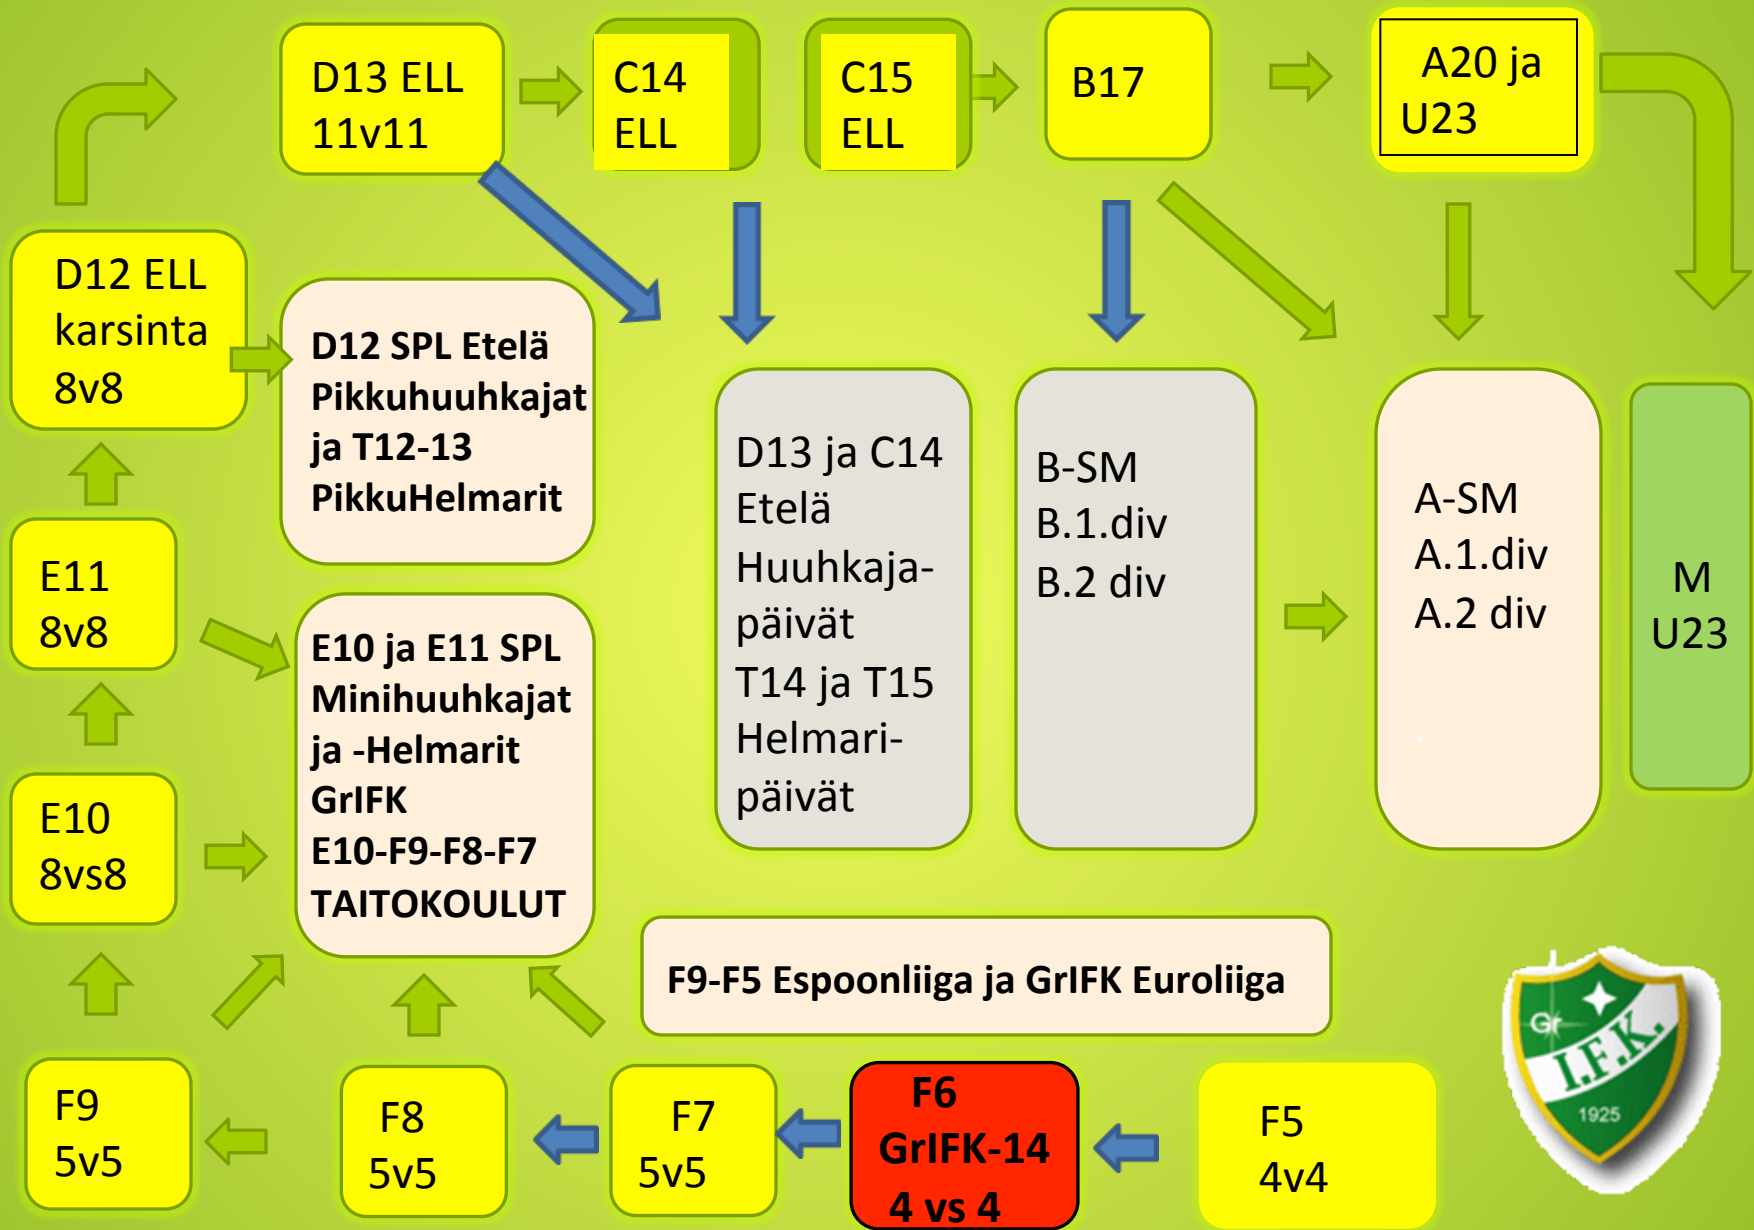 D13 ELL
11v11
C14
ELL
C15
ELL
B17
A20 ja
U23
D12 ELL
karsinta
8v8
D12 SPL Etelä
Pikkuhuuhkajat
ja T12-13
PikkuHelmarit
E11
8v8
E10 ja E11 SPL
Minihuuhkajat
ja -Helmarit
GrIFK
E10-F9-F8-F7
TAITOKOULUT
E10
8vs8
D13 ja C14
Etelä
Huuhkaja-
päivät
T14 ja T15
Helmari-
päivät
B-SM
B.1.div
B.2 div
A-SM
A.1.div
A.2 div
.
M
U23
F9-F5 Espoonliiga ja GrIFK Euroliiga
F9
5v5
F8
5v5
F7
5v5
F6
GrIFK-14
4 vs 4
F5
4v4
Gr
I.F.K.
1925